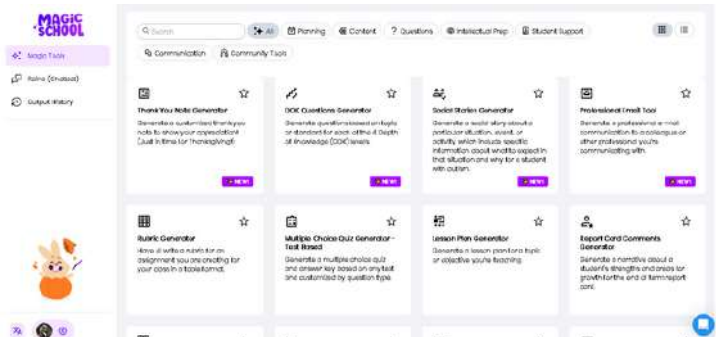 MAGIC
SCHOOL
Magic Tools
Raina (Chatbot)
Output History
Search
All
Planning
Content
Questions
Intellectual Prep
Student Support
Communication
Community Tools
Thank You Note Generator
Generate a customized thank you
note to show your appreciation!
(Just in time for Thanksgiving!)
NEW!
DOK Questions Generator
Generate questions based on topic
or standard for each of the 4 Depth
of Knowledge (DOK) levels
NEW!
Social Stories Generator
Generate a social story about a
particular situation, event, or
activity which include specific
information about what to expect in
that situation and why for a student
with autism.
NEW!
Professional Email Tool
Generate a professional e-mail
communication to a colleague or
other professional you're
communicating with.
NEW!
Rubric Generator
Have AI write a rubric for an
assignment you are creating for
your class in a table format.
Multiple Choice Quiz Generator -
Text Based
Generate a multiple choice quiz
and answer key based on any text
and customized by question type.
Lesson Plan Generator
Generate a lesson plan for a topic
or objective you're teaching.
Report Card Comments
Generator
Generate a narrative about a
student's strengths and areas for
growth for the end of term report
card.